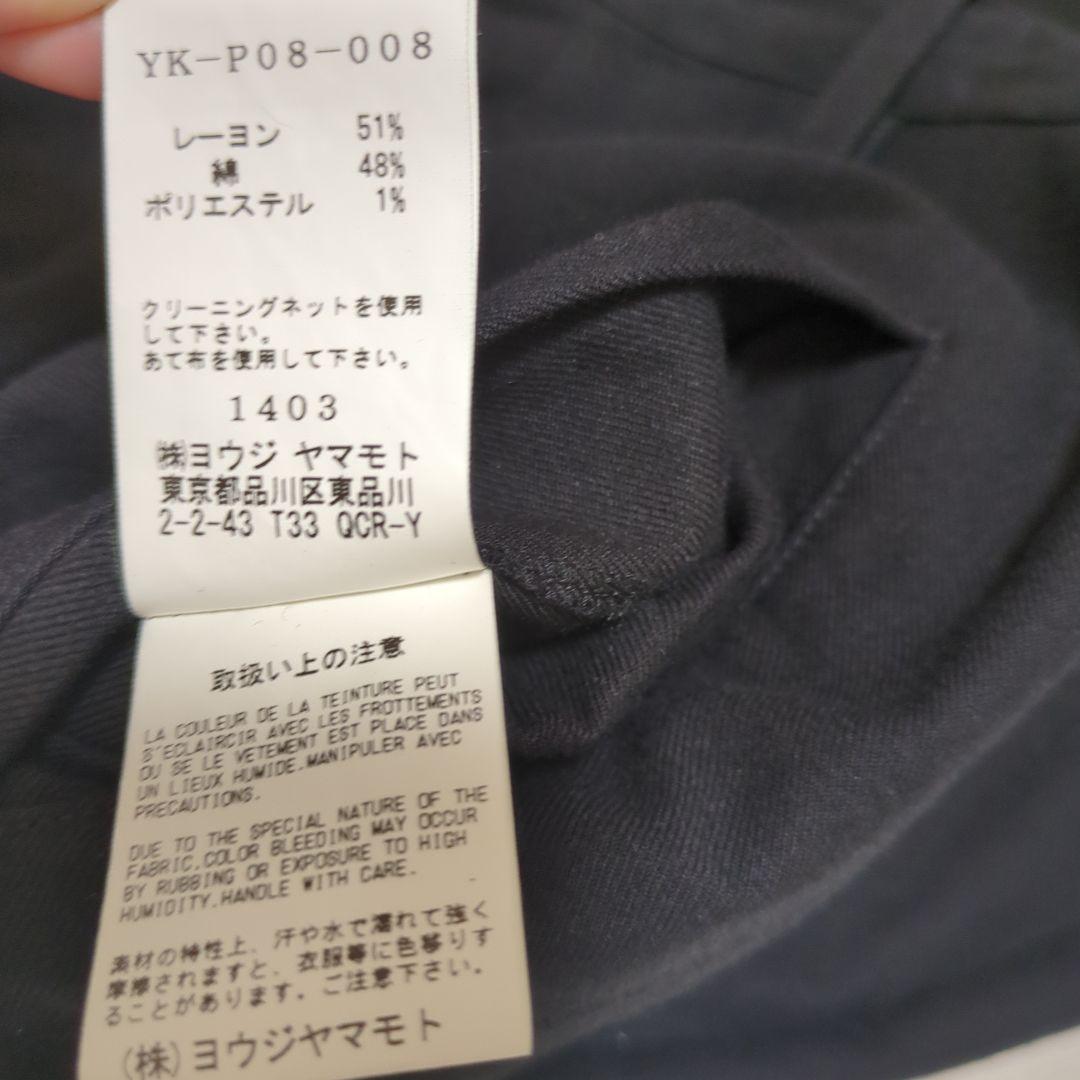 YK-P08-008
レーヨン 51%
綿 48%
ポリエステル 1%
クリーニングネットを使用
して下さい。
あて布を使用して下さい。
1403
㈱ヨウジ ヤマモト
東京都品川区東品川
2-2-43 T33 QCR-Y
取扱い上の注意
LA COULEUR DE LA TEINTURE PEUT
S'ECLAIRCIR AVEC LES FROTTEMENTS
OU SE LE VETEMENT EST PLACE DANS
UN LIEUX HUMIDE.MANIPULER AVEC
PRECAUTIONS.
DUE TO THE SPECIAL NATURE OF THE
FABRIC.COLOR BLEEDING MAY OCCUR
BY RUBBING OR EXPOSURE TO HIGH
HUMIDITY.HANDLE WITH CARE.
素材の特性上、汗や水で濡れて強く
摩擦されますと、衣服等に色移りす
ることがあります。ご注意下さい。
(株)ヨウジヤマモト